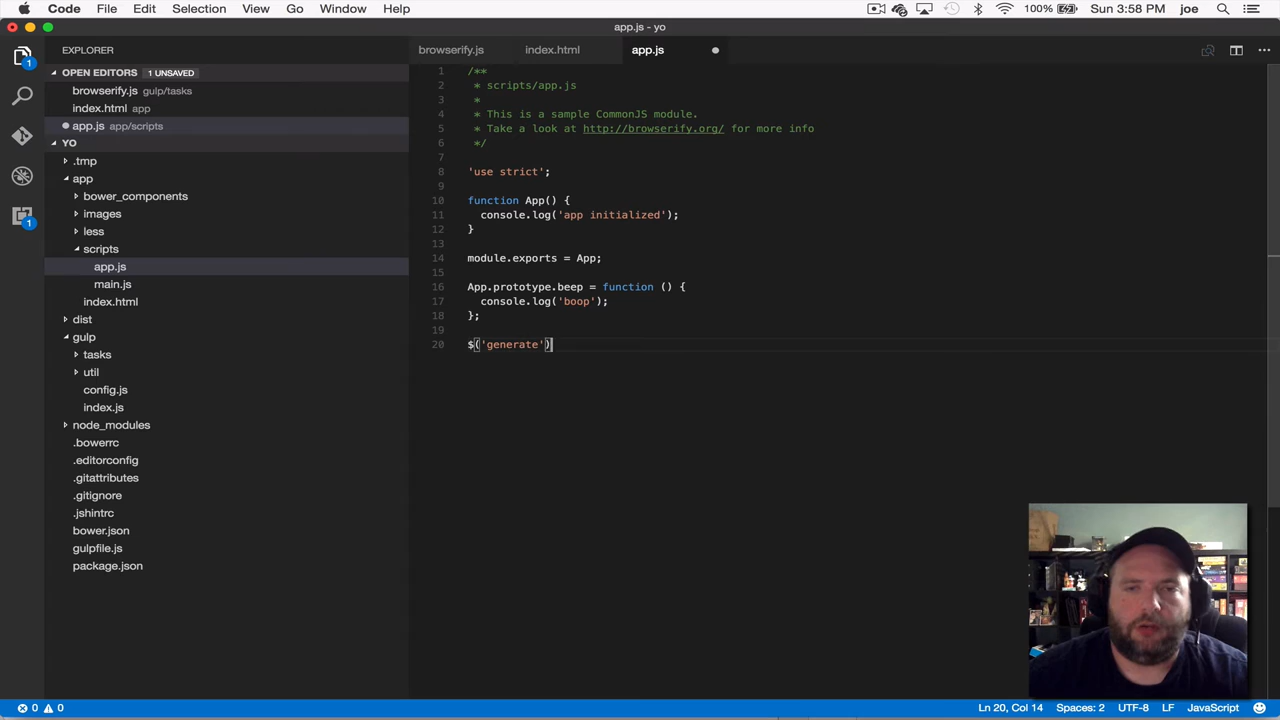 Code File Edit Selection View Go Window Help 100% Sun 3:58 PM joe
app.js - yo
EXPLORER
OPEN EDITORS 1 UNSAVED
browserify.js gulp/tasks
index.html app
app.js app/scripts
YO
.tmp
app
bower_components
images
less
scripts
app.js
main.js
index.html
dist
gulp
tasks
util
config.js
index.js
node_modules
.bowerrc
.editorconfig
.gitattributes
.gitignore
.jshintrc
bower.json
gulpfile.js
package.json
1
1
browserify.js index.html app.js
1 /**
2 * scripts/app.js
3 *
4 * This is a sample CommonJS module.
5 * Take a look at http://browserify.org/ for more info
6 */
7
8 'use strict';
9
10 function App() {
11 console.log('app initialized');
12 }
13
14 module.exports = App;
15
16 App.prototype.beep = function () {
17 console.log('boop');
18 };
19
20 $('generate')
0 0 Ln 20, Col 14 Spaces: 2 UTF-8 LF JavaScript